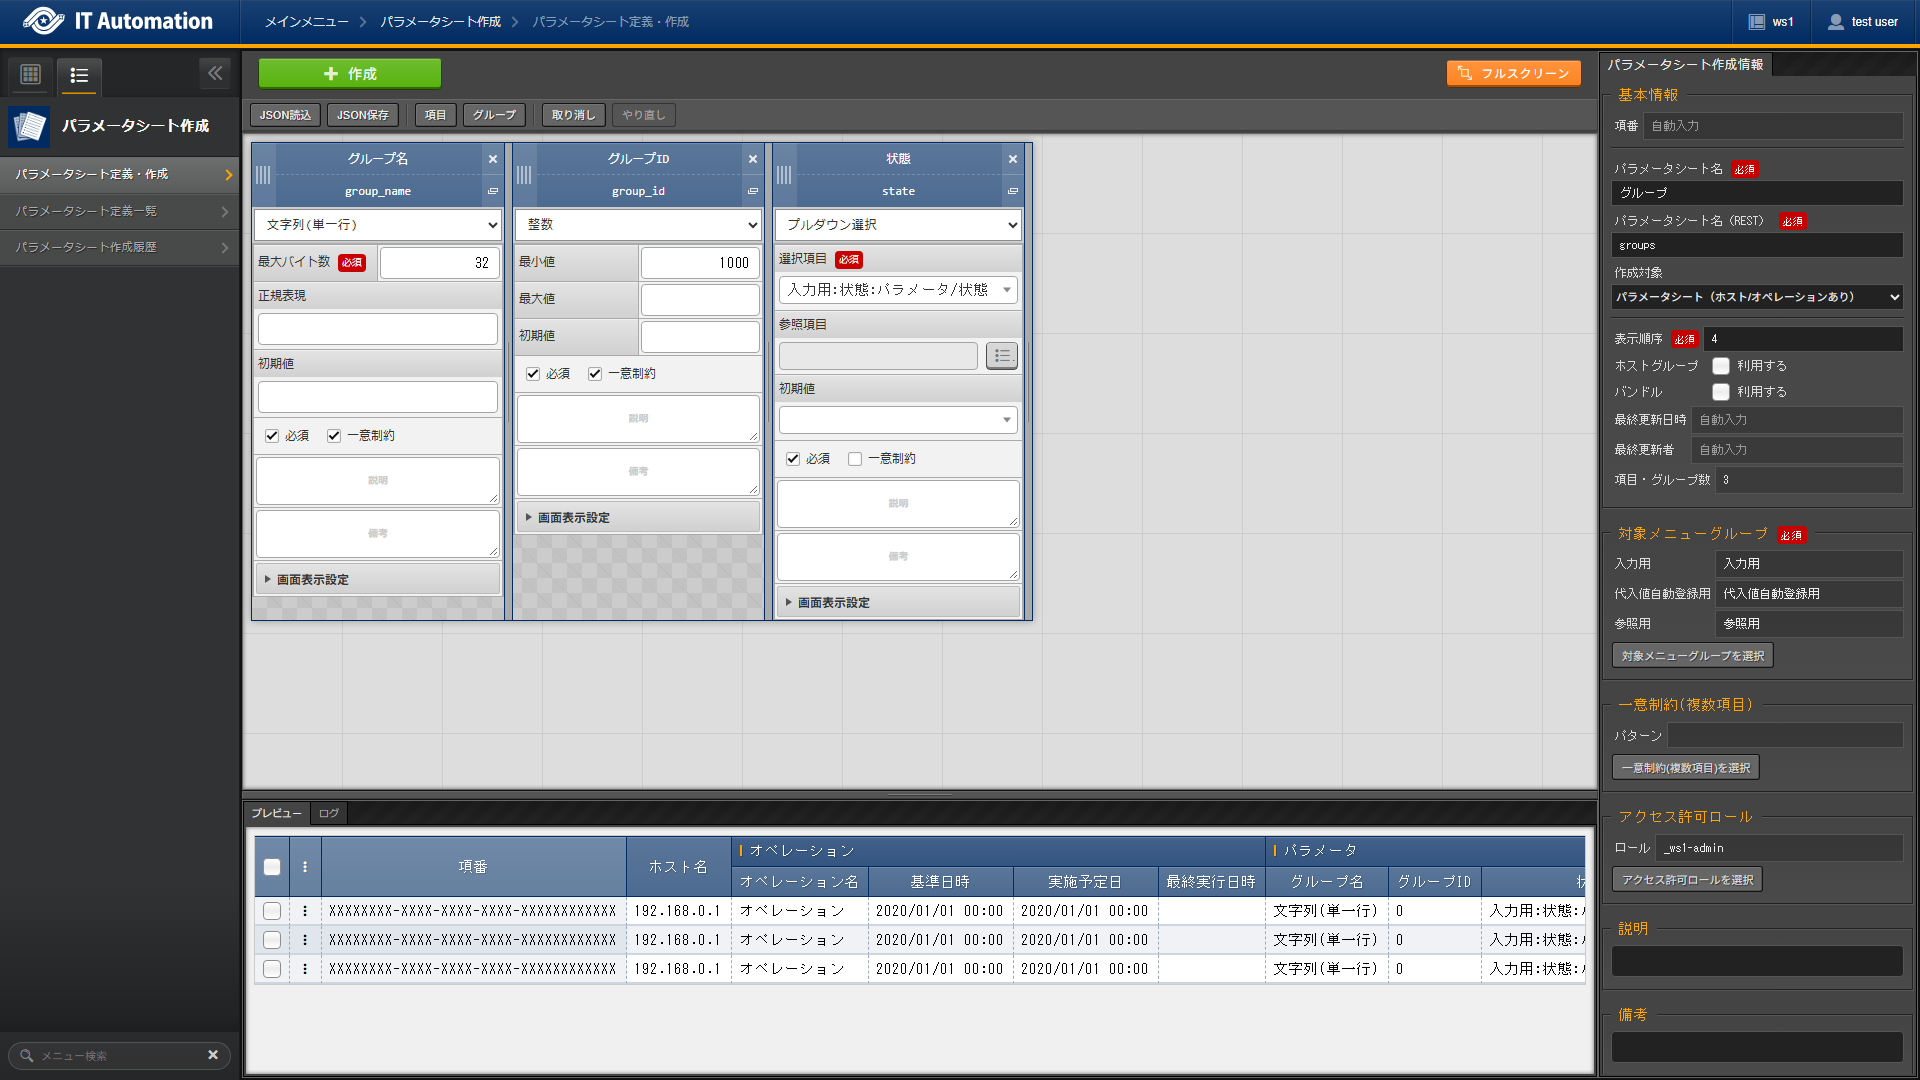 IT Automation
メインメニュー
パラメータシート作成
パラメータシート定義・作成
ws1
test user
パラメータシート作成
パラメータシート定義・作成
パラメータシート定義一覧
パラメータシート作成履歴
メニュー検索
作成
フルスクリーン
JSON読込
JSON保存
項目
グループ
取り消し
やり直し
グループ名
group_name
文字列(単一行)
最大バイト数 必須 32
正規表現
初期値
必須 一意制約
説明
備考
画面表示設定
グループID
group_id
整数
最小値 1000
最大値
初期値
必須 一意制約
説明
備考
画面表示設定
状態
state
プルダウン選択
選択項目 必須
入力用:状態:パラメータ/状態
参照項目
初期値
必須 一意制約
説明
備考
画面表示設定
プレビュー ログ
項番 ホスト名 オペレーション パラメータ
オペレーション名 基準日時 実施予定日 最終実行日時 グループ名 グループID
XXXXXXXX-XXXX-XXXX-XXXX-XXXXXXXXXXXX 192.168.0.1 オペレーション 2020/01/01 00:00 2020/01/01 00:00 文字列(単一行) 0 入力用:状態:
XXXXXXXX-XXXX-XXXX-XXXX-XXXXXXXXXXXX 192.168.0.1 オペレーション 2020/01/01 00:00 2020/01/01 00:00 文字列(単一行) 0 入力用:状態:
XXXXXXXX-XXXX-XXXX-XXXX-XXXXXXXXXXXX 192.168.0.1 オペレーション 2020/01/01 00:00 2020/01/01 00:00 文字列(単一行) 0 入力用:状態:
パラメータシート作成情報
基本情報
項番 自動入力
パラメータシート名 必須
グループ
パラメータシート名（REST） 必須
groups
作成対象
パラメータシート（ホスト/オペレーションあり）
表示順序 必須 4
ホストグループ 利用する
バンドル 利用する
最終更新日時 自動入力
最終更新者 自動入力
項目・グループ数 3
対象メニューグループ 必須
入力用 入力用
代入値自動登録用 代入値自動登録用
参照用 参照用
対象メニューグループを選択
一意制約(複数項目)
パターン
一意制約(複数項目)を選択
アクセス許可ロール
ロール _ws1-admin
アクセス許可ロールを選択
説明
備考